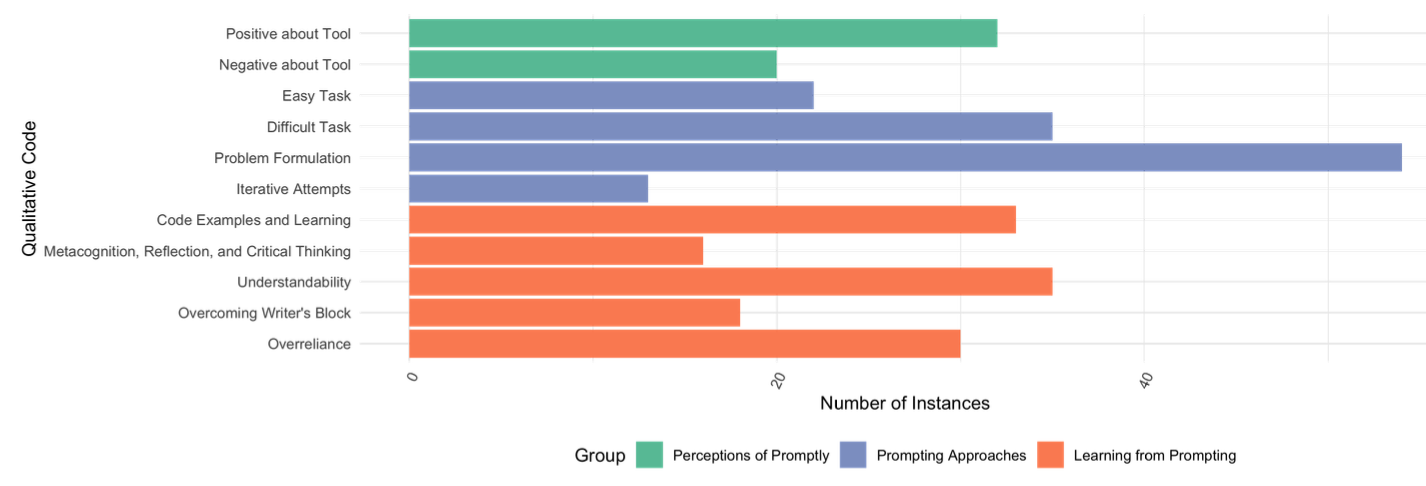 Positive about Tool
Negative about Tool
Easy Task
Difficult Task
Problem Formulation
Iterative Attempts
Code Examples and Learning
Metacognition, Reflection, and Critical Thinking
Understandability
Overcoming Writer's Block
Overreliance
Qualitative Code
0 20 40
Number of Instances
Group Perceptions of Promptly Prompting Approaches Learning from Prompting